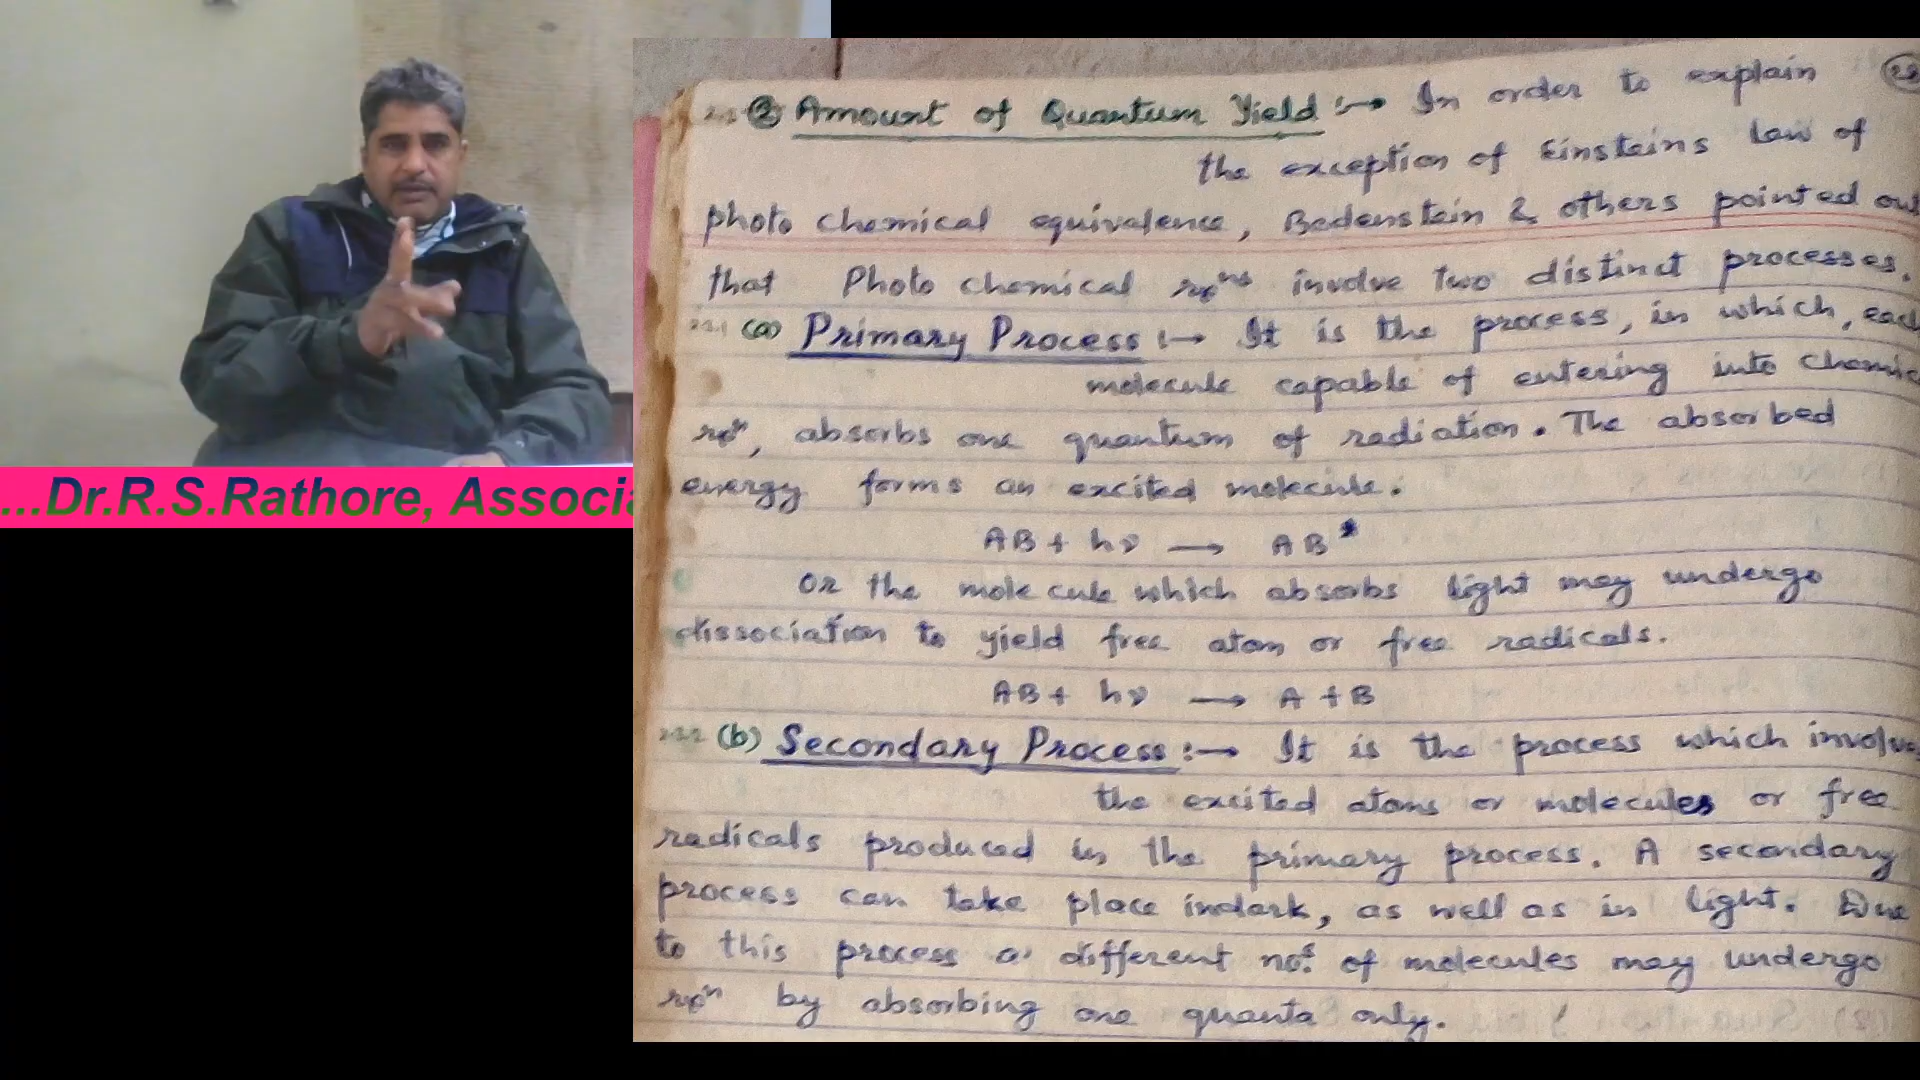 ...Dr.R.S.Rathore, Associa
② Amount of Quantum Yield :→ In order to explain
the exception of Einsteins Law of
photo chemical equivalence, Bodenstein & others pointed out
that Photo chemical rxⁿˢ involve two distinct processes.
23.1 (a) Primary Process :→ It is the process, in which, each
molecule capable of entering into chemic
rxⁿ, absorbs one quantum of radiation. The absorbed
energy forms an excited molecule.
AB + hν → AB*
Or the molecule which absorbs light may undergo
dissociation to yield free atom or free radicals.
AB + hν → A + B
(b) Secondary Process :→ It is the process which involve
the excited atoms or molecules or free
radicals produced in the primary process. A secondary
process can take place indark, as well as in light. Due
to this process a different no. of molecules may undergo
rxⁿ by absorbing one quanta only.